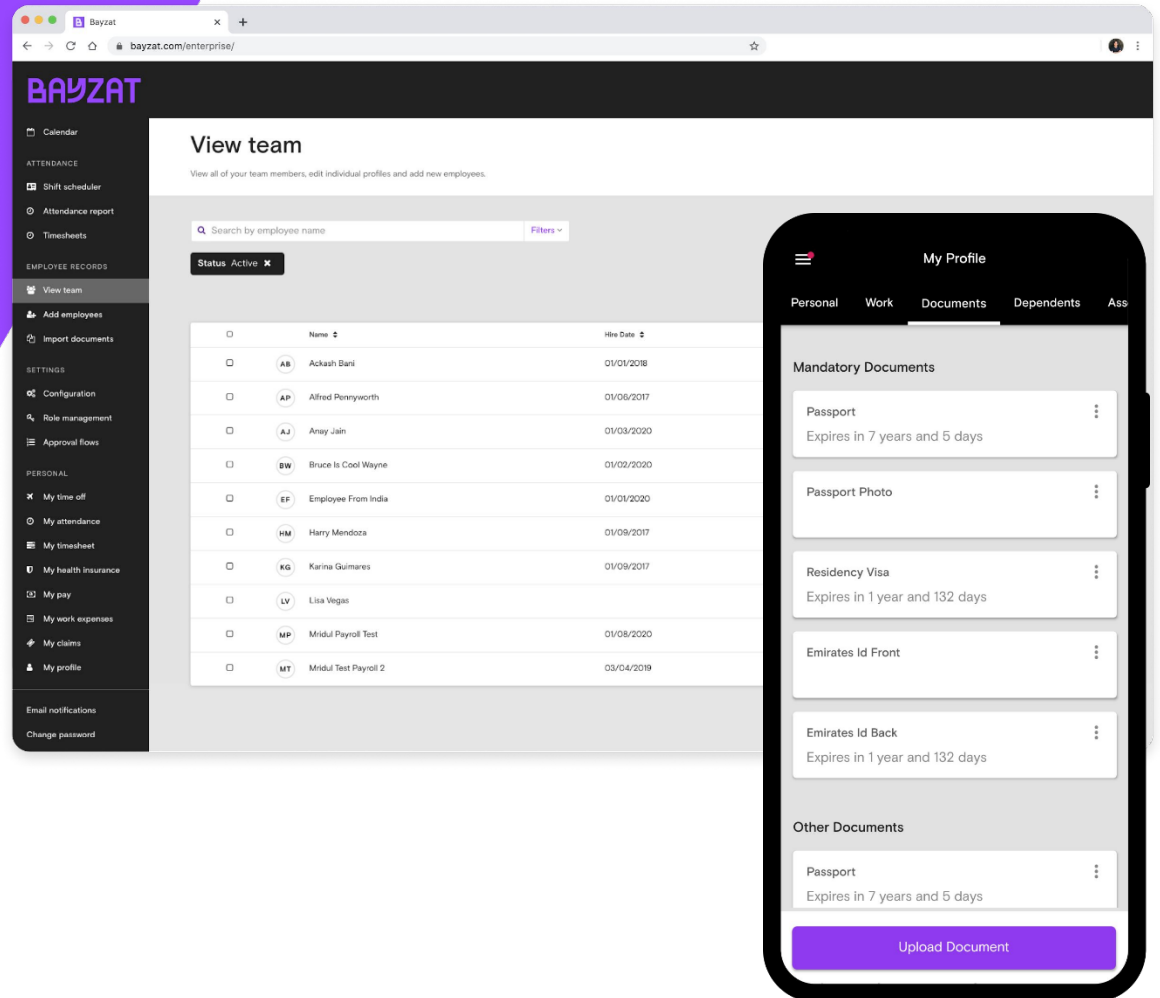 Bayzat
bayzat.com/enterprise/
BAYZAT
Calendar
ATTENDANCE
Shift scheduler
Attendance report
Timesheets
EMPLOYEE RECORDS
View team
Add employees
Import documents
SETTINGS
Configuration
Role management
Approval flows
PERSONAL
My time off
My attendance
My timesheet
My health insurance
My pay
My work expenses
My claims
My profile
Email notifications
Change password
View team
View all of your team members, edit individual profiles and add new employees.
Search by employee name Filters
Status Active
Name Hire Date
AB Ackash Bani 01/01/2018
AP Alfred Pennyworth 01/06/2017
AJ Anay Jain 01/03/2020
BW Bruce Is Cool Wayne 01/02/2020
EF Employee From India 01/01/2020
HM Harry Mendoza 01/09/2017
KG Karina Guimares 01/09/2017
LV Lisa Vegas
MP Mridul Payroll Test 01/08/2020
MT Mridul Test Payroll 2 03/04/2019
My Profile
Personal Work Documents Dependents Ass
Mandatory Documents
Passport
Expires in 7 years and 5 days
Passport Photo
Residency Visa
Expires in 1 year and 132 days
Emirates Id Front
Emirates Id Back
Expires in 1 year and 132 days
Other Documents
Passport
Expires in 7 years and 5 days
Upload Document